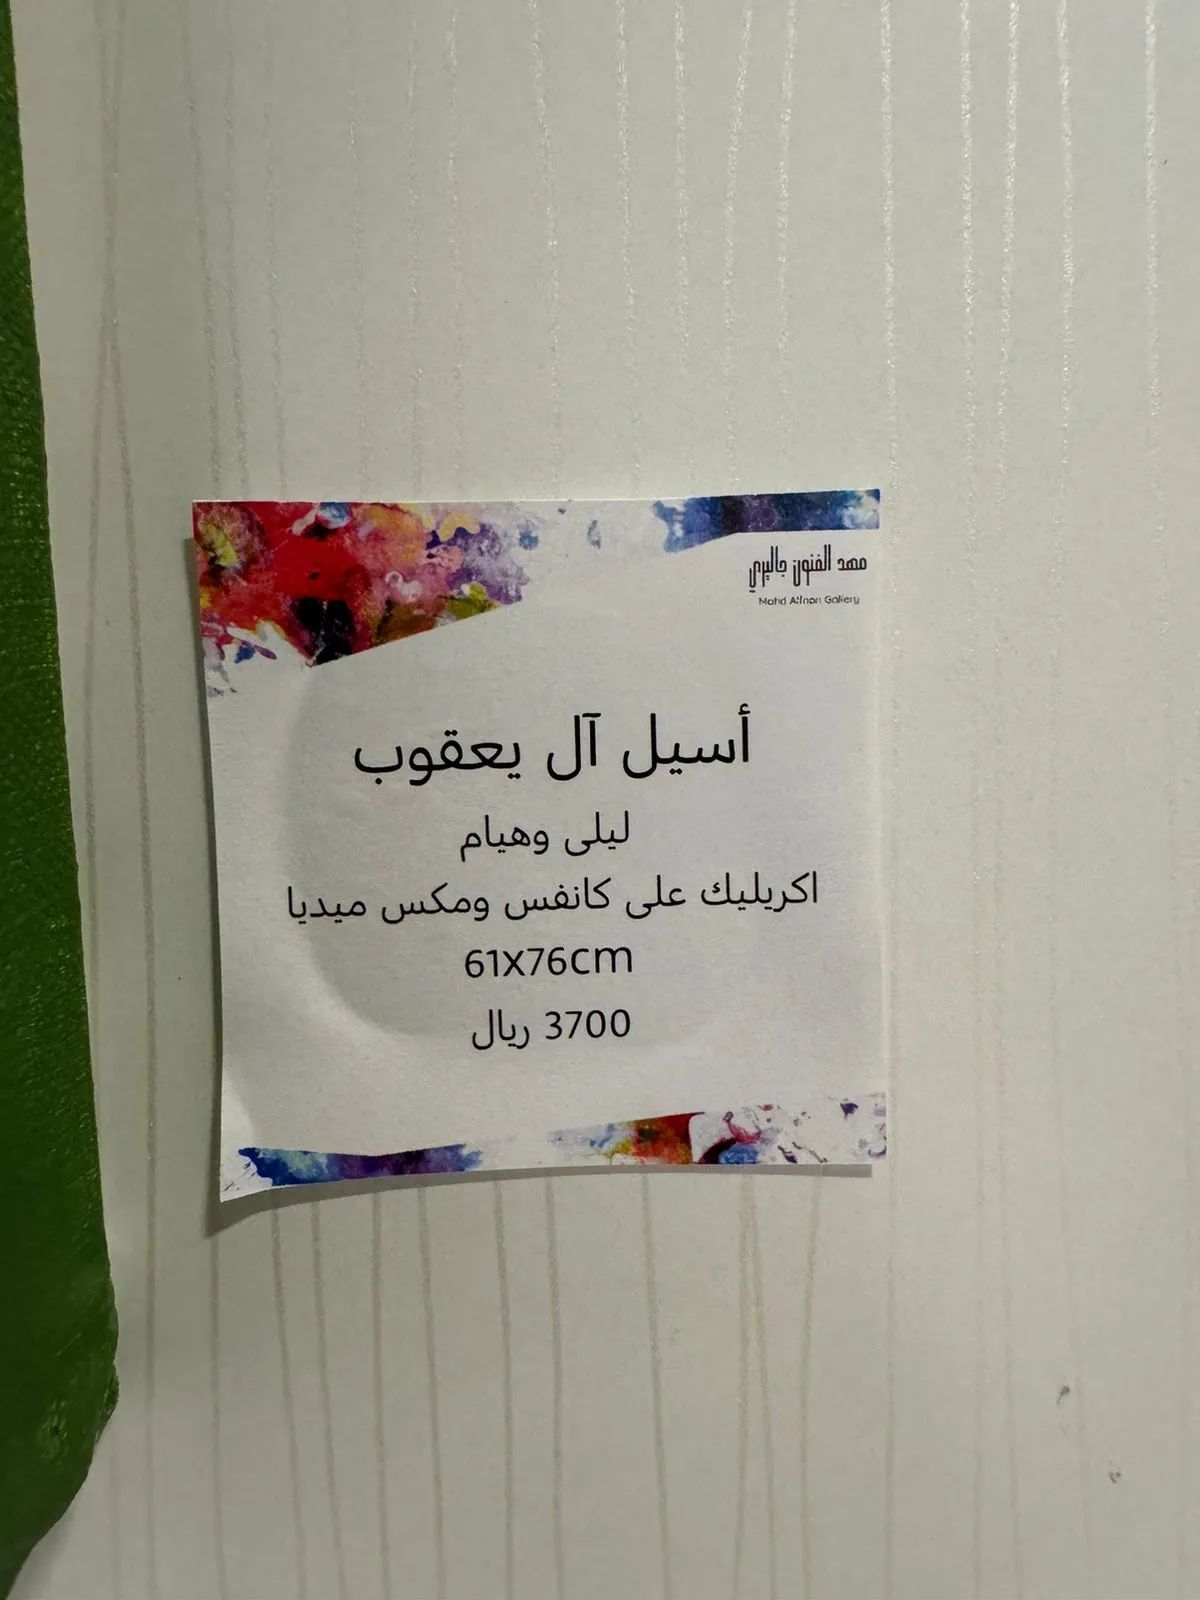 مهد الفنون جاليري
Mahd Alfnon Gallery
أسيل آل يعقوب
ليلى وهيام
اكريليك على كانفس ومكس ميديا
61x76cm
3700 ريال